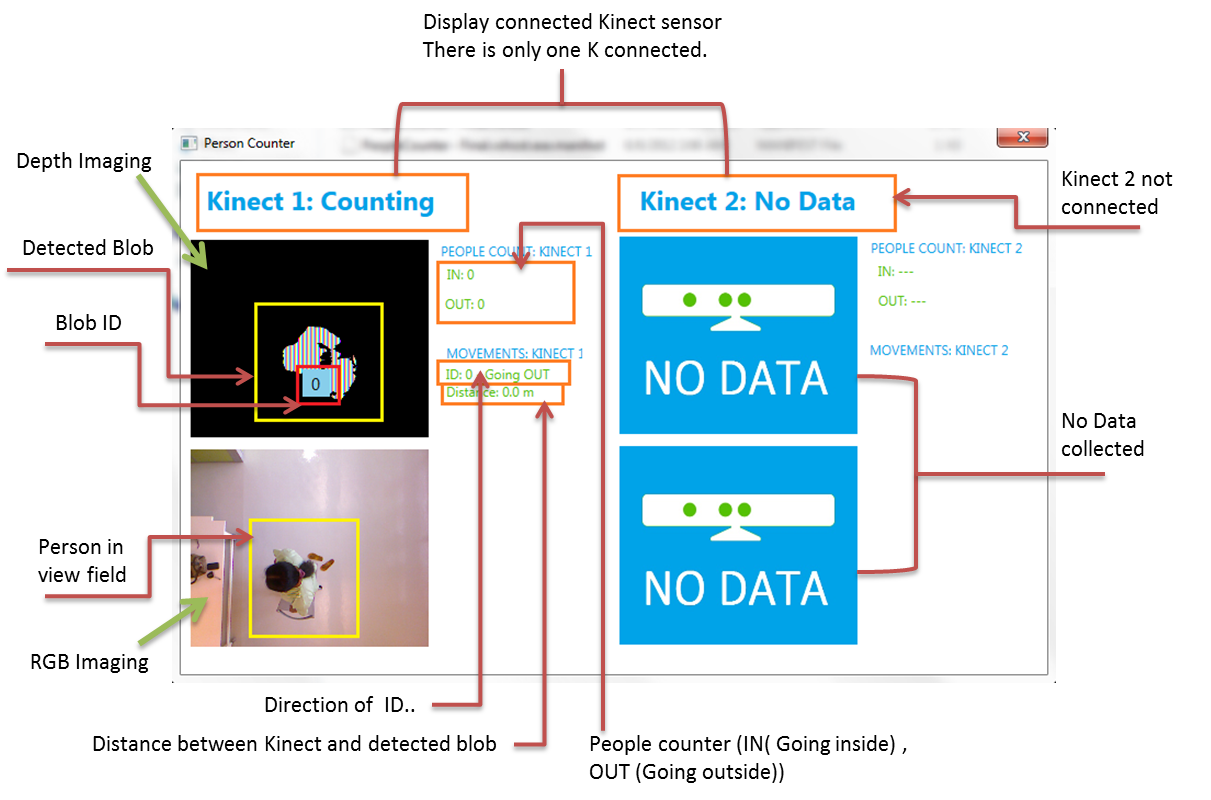 Display connected Kinect sensor
There is only one K connected.
Person Counter
Depth Imaging
Kinect 1: Counting
Kinect 2: No Data
Kinect 2 not
connected
Detected Blob
PEOPLE COUNT: KINECT 1
IN: 0
OUT: 0
PEOPLE COUNT: KINECT 2
IN: ---
OUT: ---
Blob ID
MOVEMENTS: KINECT 1
ID: 0 Going OUT
Distance: 0.0 m
MOVEMENTS: KINECT 2
0
NO DATA
No Data
collected
Person in
view field
NO DATA
RGB Imaging
Direction of ID..
Distance between Kinect and detected blob
People counter (IN( Going inside) ,
OUT (Going outside))